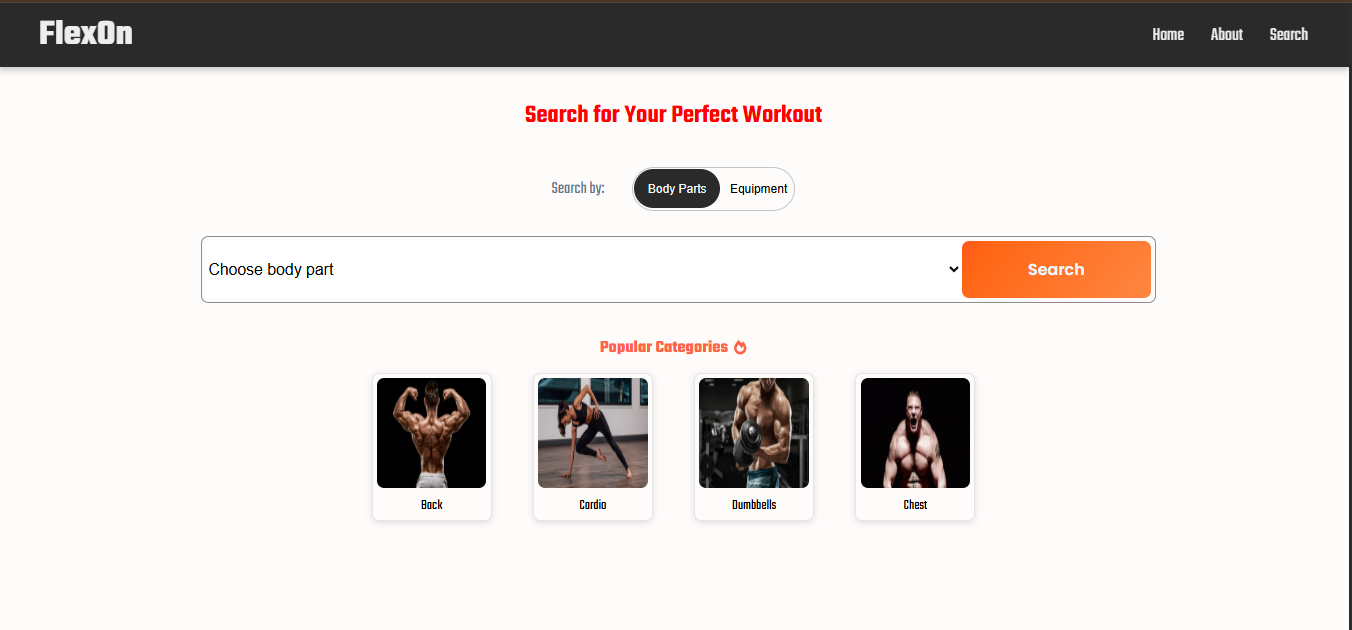 FlexOn
Home About Search
Search for Your Perfect Workout
Search by: Body Parts Equipment
Choose body part Search
Popular Categories
Back Cardio Dumbbells Chest